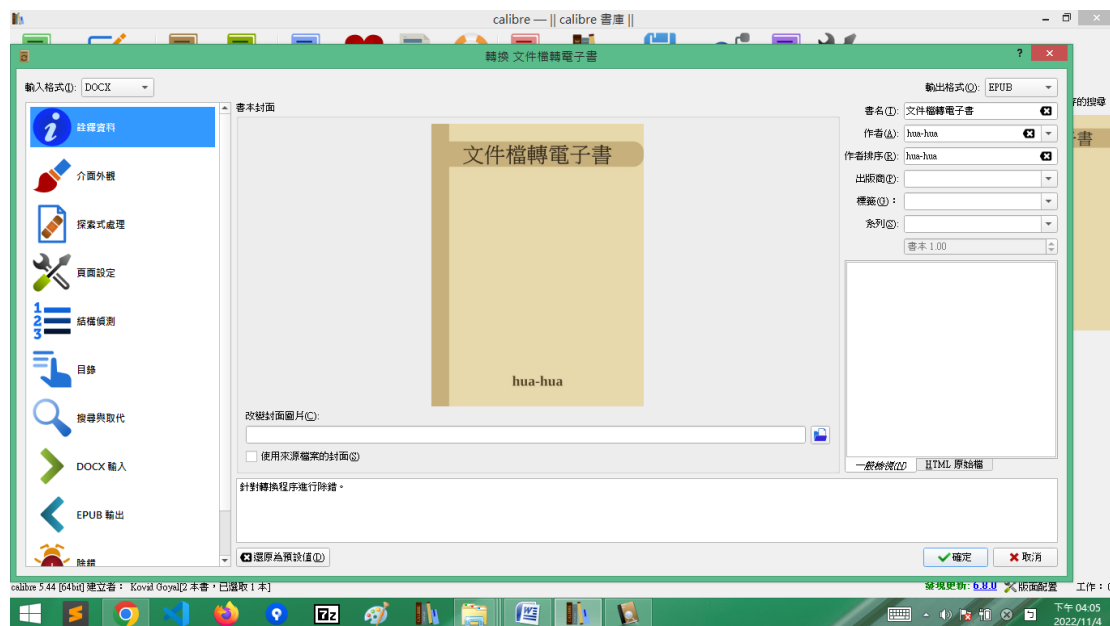 calibre — || calibre 書庫 ||
轉換 文件檔轉電子書
輸入格式(I): DOCX
輸出格式(O): EPUB
詮釋資料
介面外觀
探索式處理
頁面設定
結構偵測
目錄
搜尋與取代
DOCX 輸入
EPUB 輸出
除錯
書本封面
文件檔轉電子書
hua-hua
改變封面圖片(C):
使用來源檔案的封面(S)
書名(T): 文件檔轉電子書
作者(A): hua-hua
作者排序(R): hua-hua
出版商(P):
標籤(G)：
系列(S):
書本 1.00
一般檢視(N)
HTML 原始檔
針對轉換程序進行除錯。
還原為預設值(D)
確定
取消
存的搜尋
書
calibre 5.44 [64bit] 建立者： Kovid Goyal[2 本書，已選取 1 本]
發現更新: 6.8.0
版面配置
工作：
7z
下午 04:05
2022/11/4